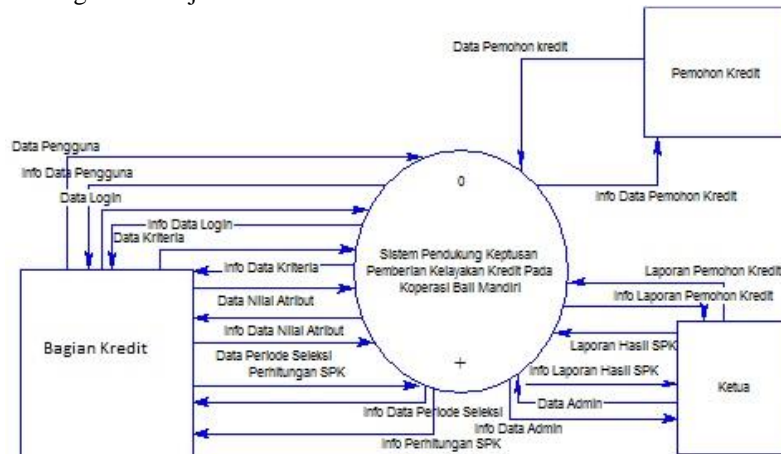 Data Pemohon kredit
Pemohon Kredit
Data Pengguna
Info Data Pengguna
Data Login
Info Data Login
Data Kriteria
Info Data Kriteria
Data Nilai Atribut
Info Data Nilai Atribut
Data Periode Seleksi
Perhitungan SPK
Info Data Periode Seleksi
Info Perhitungan SPK
Bagian Kredit
0
Sistem Pendukung Keptusan
Pemberian Kelayakan Kredit Pada
Koperasi Bali Mandiri
+
Info Data Pemohon Kredit
Laporan Pemohon Kredit
Info Laporan Pemohon Kredit
Laporan Hasil SPK
Info Laporan Hasil SPK
Data Admin
Info Data Admin
Ketua